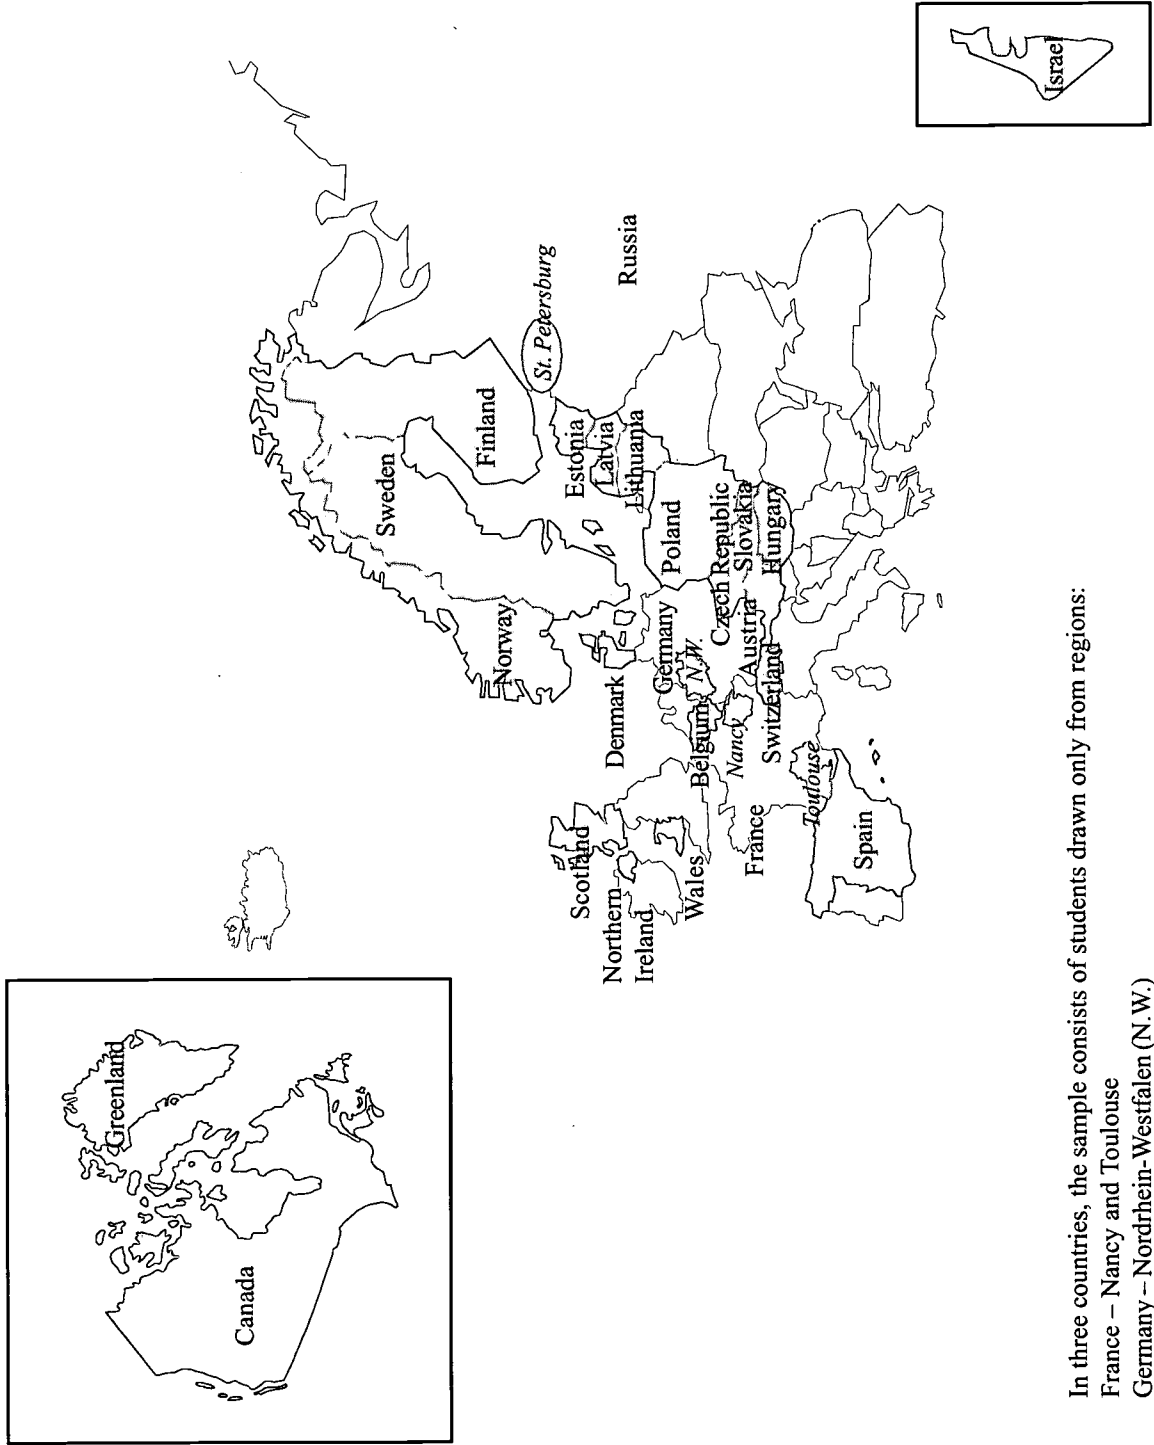 Greenland
Canada
Israel
Sweden
Finland
Norway
St. Petersburg
Russia
Estonia
Latvia
Lithuania
Denmark
Scotland
Northern
Ireland
Wales
Germany
N.W.
Poland
Belgium
Nancy
Czech Republic
Slovakia
Austria
Hungary
Switzerland
France
Toulouse
Spain
In three countries, the sample consists of students drawn only from regions:
France – Nancy and Toulouse
Germany – Nordrhein-Westfalen (N.W.)